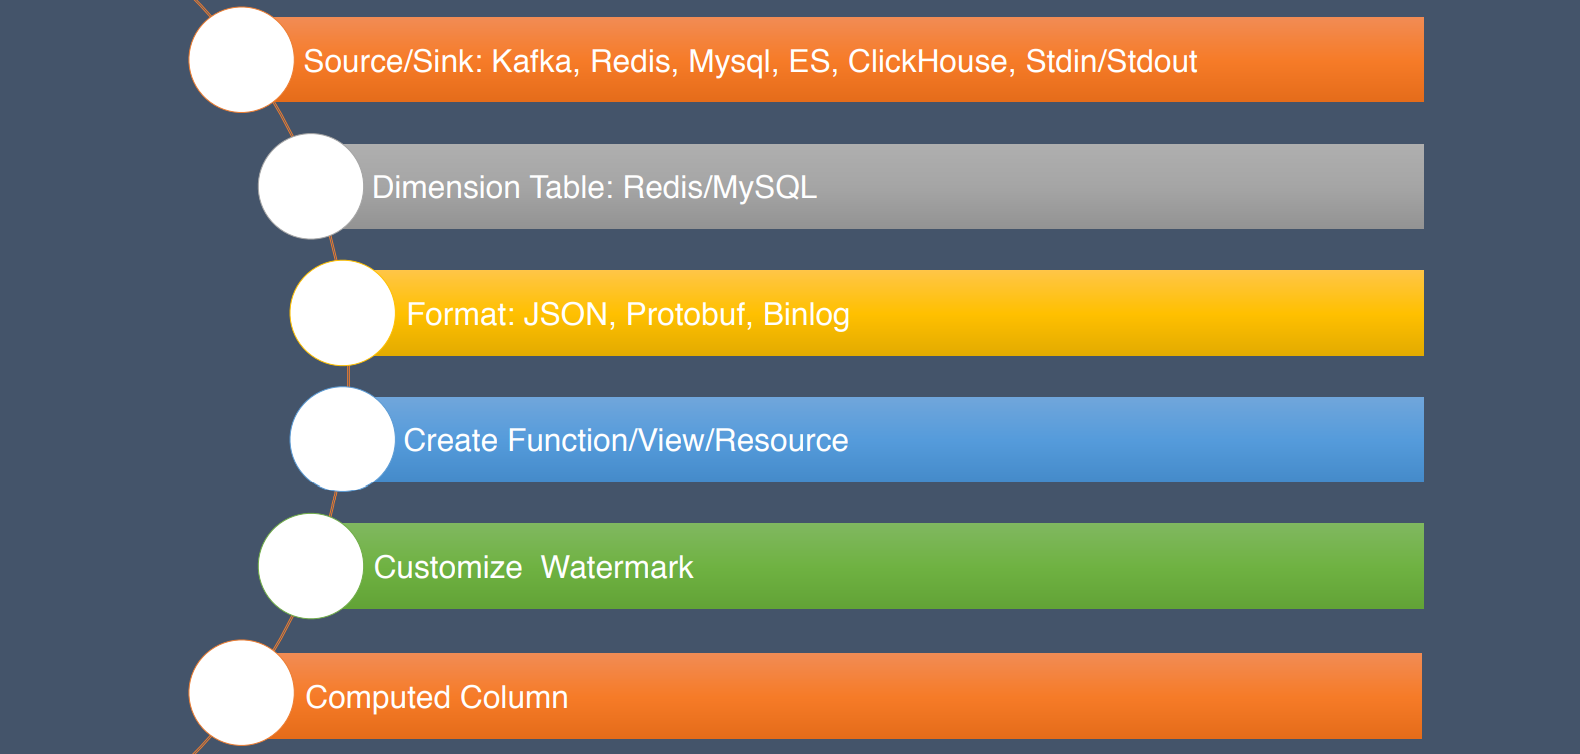 Source/Sink: Kafka, Redis, Mysql, ES, ClickHouse, Stdin/Stdout
Dimension Table: Redis/MySQL
Format: JSON, Protobuf, Binlog
Create Function/View/Resource
Customize  Watermark
Computed Column